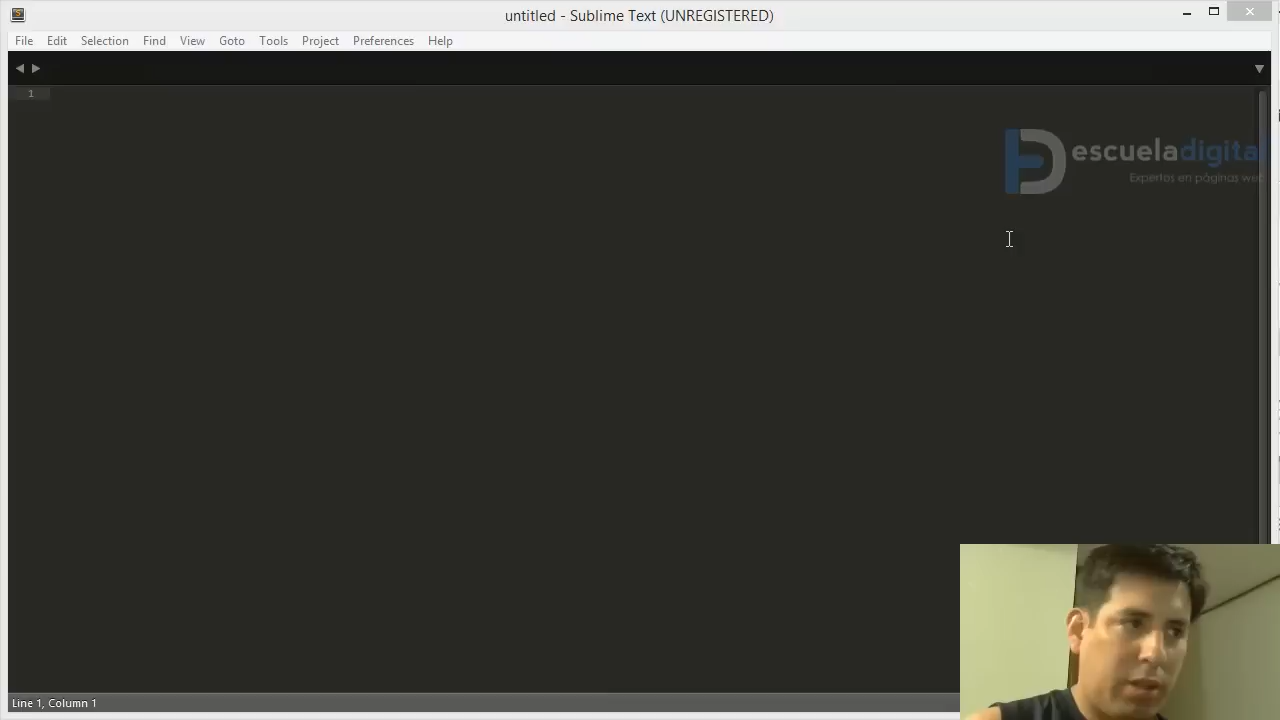 untitled - Sublime Text (UNREGISTERED)
File Edit Selection Find View Goto Tools Project Preferences Help
1
escueladigital
Expertos en páginas web
Line 1, Column 1